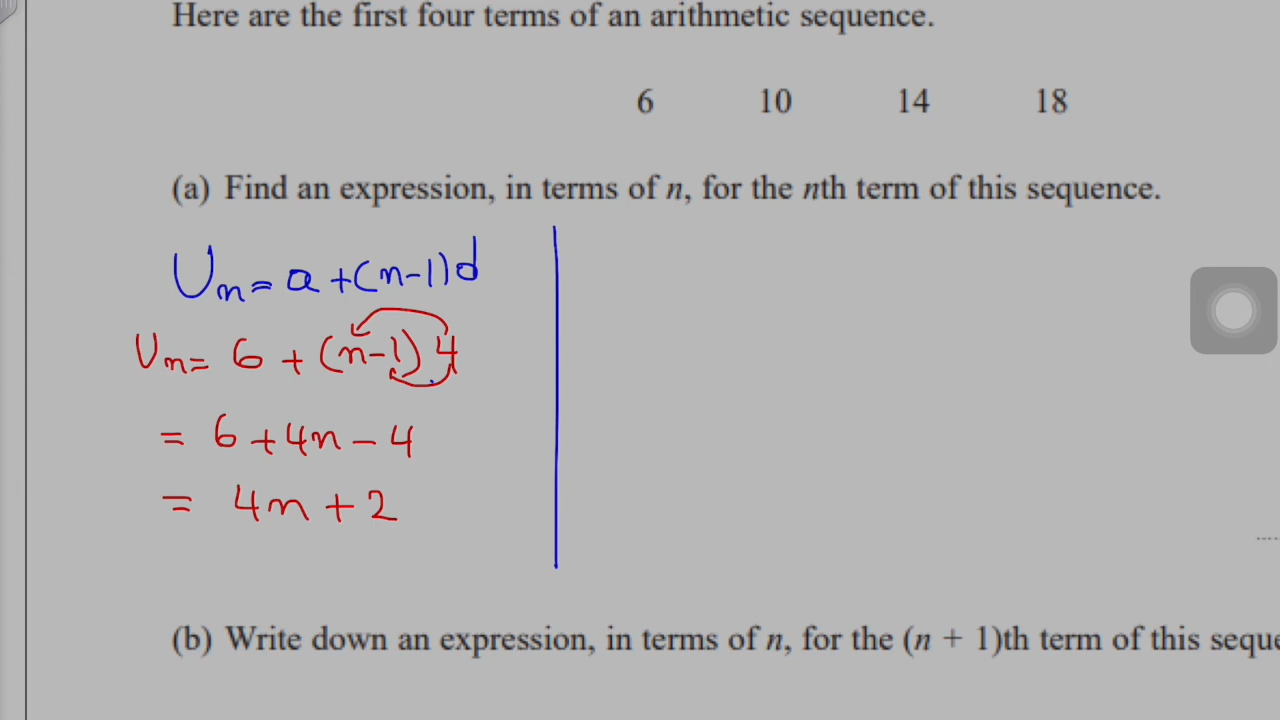 Here are the first four terms of an arithmetic sequence.
6 10 14 18
(a) Find an expression, in terms of n, for the nth term of this sequence.
Un = a + (n-1)d
Un = 6 + (n-1)4
= 6 + 4n - 4
= 4n + 2
(b) Write down an expression, in terms of n, for the (n + 1)th term of this seque